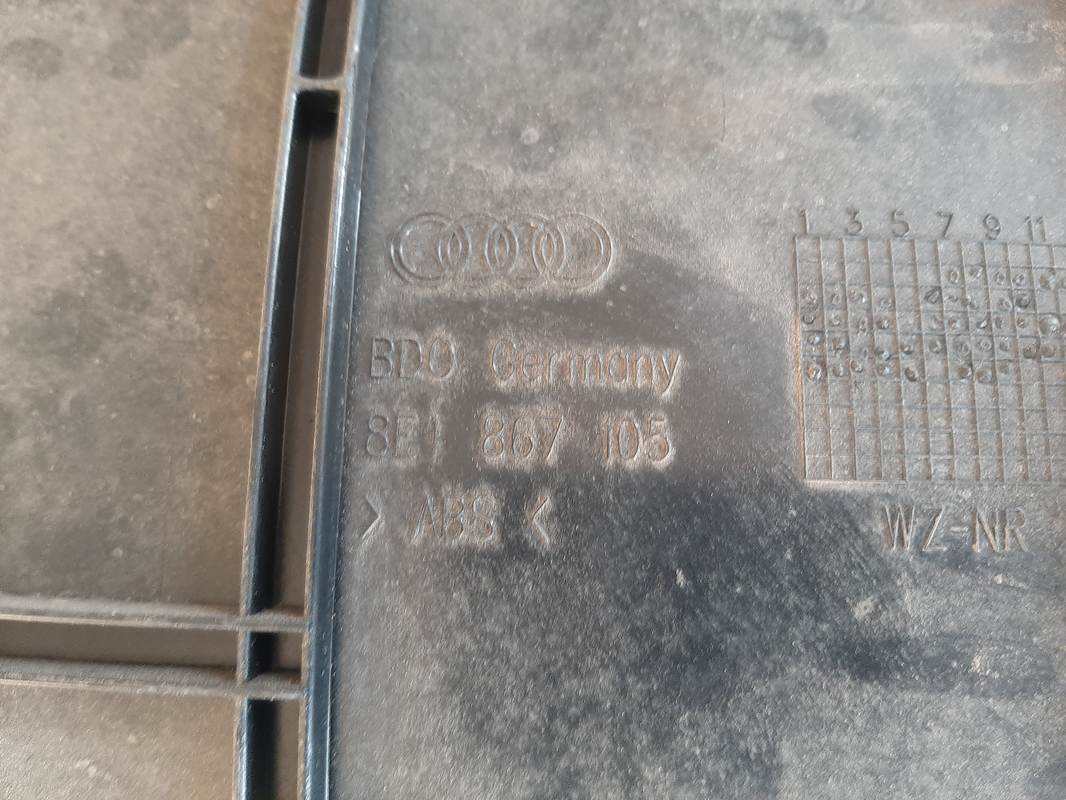 1 3 5 7 9 11
BDO Germany
8E1 867 105
> ABS <
WZ-NR